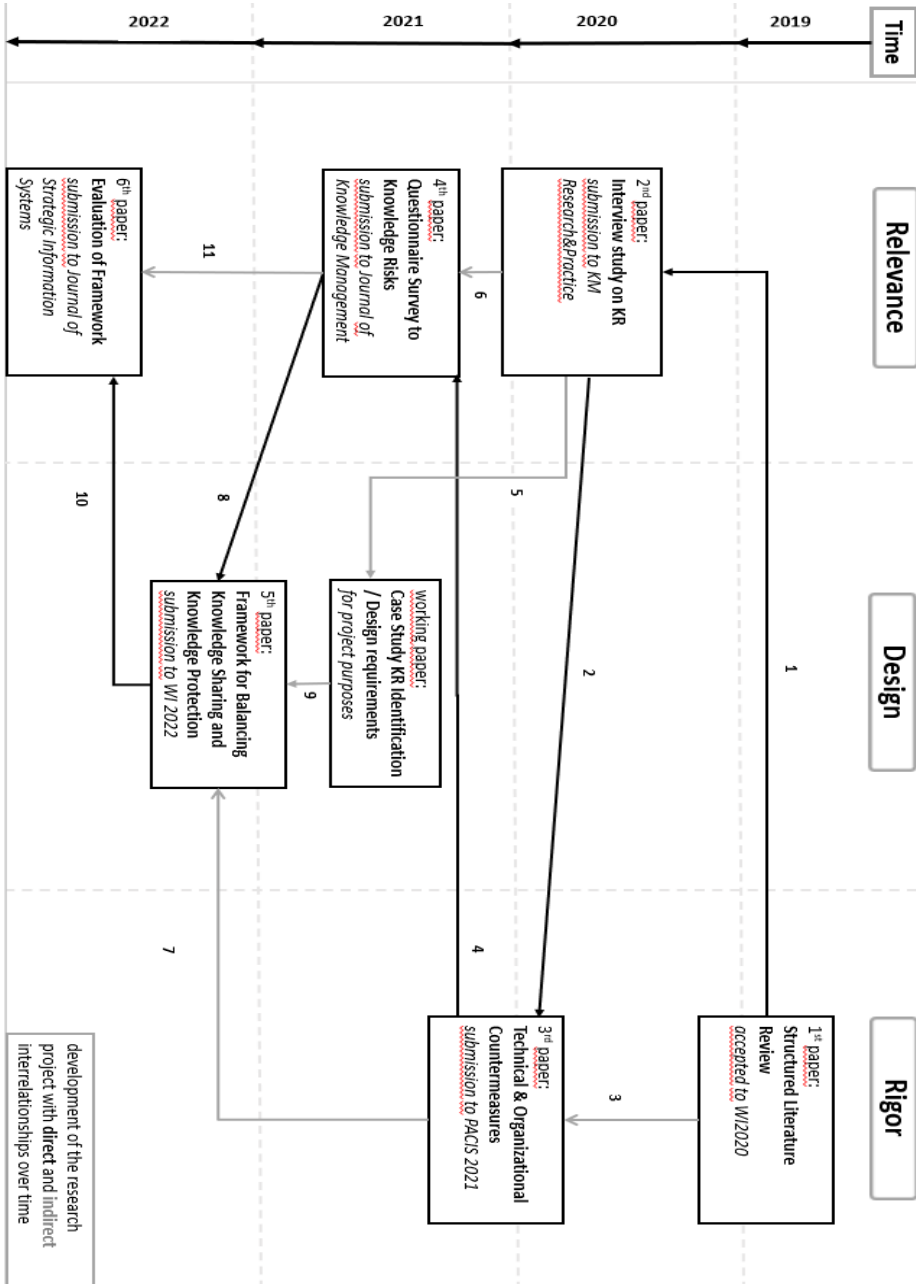 Time
2019
2020
2021
2022
Relevance
Design
Rigor
1st paper:
Structured Literature
Review
accepted to WI2020
2nd paper:
Interview study on KR
submission to KM
Research&Practice
3rd paper:
Technical & Organizational
Countermeasures
submission to PACIS 2021
4th paper:
Questionnaire Survey to
Knowledge Risks
submission to Journal of
Knowledge Management
working paper:
Case Study KR Identification
/ Design requirements
for project purposes
5th paper:
Framework for Balancing
Knowledge Sharing and
Knowledge Protection
submission to WI 2022
6th paper:
Evaluation of Framework
submission to Journal of
Strategic Information
Systems
1
2
3
4
5
6
7
8
9
10
11
development of the research
project with direct and indirect
interrelationships over time